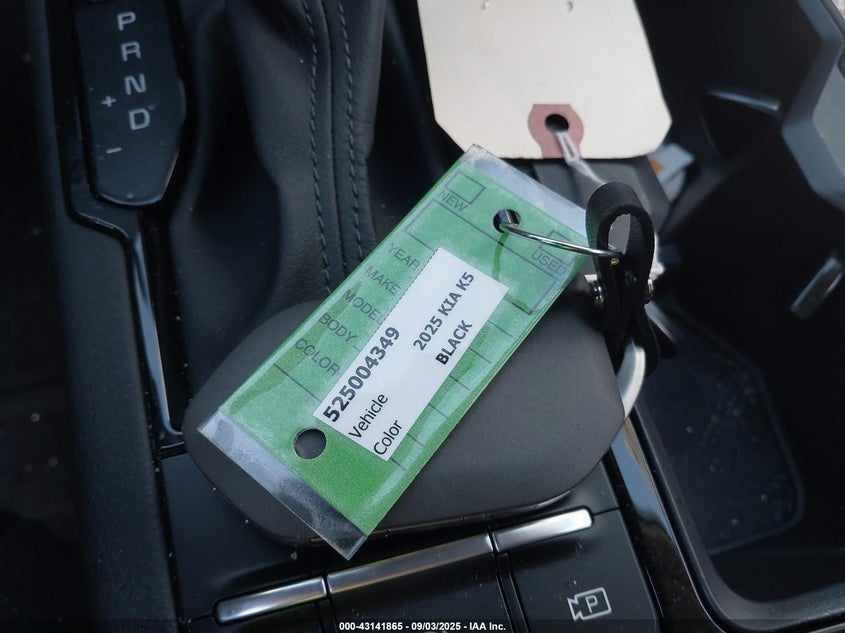 P
R
N
+ D
-
NEW
USED
YEAR
MAKE
MODEL
BODY
COLOR
525004349
Vehicle 2025 KIA K5
Color BLACK
P
000-43141865 - 09/03/2025 - IAA Inc.